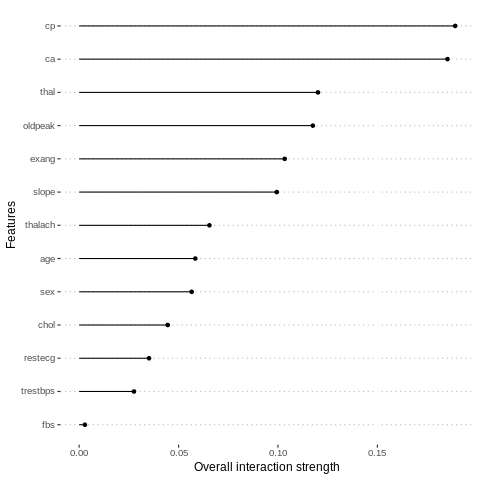 Features
cp
ca
thal
oldpeak
exang
slope
thalach
age
sex
chol
restecg
trestbps
fbs
0.00 0.05 0.10 0.15
Overall interaction strength